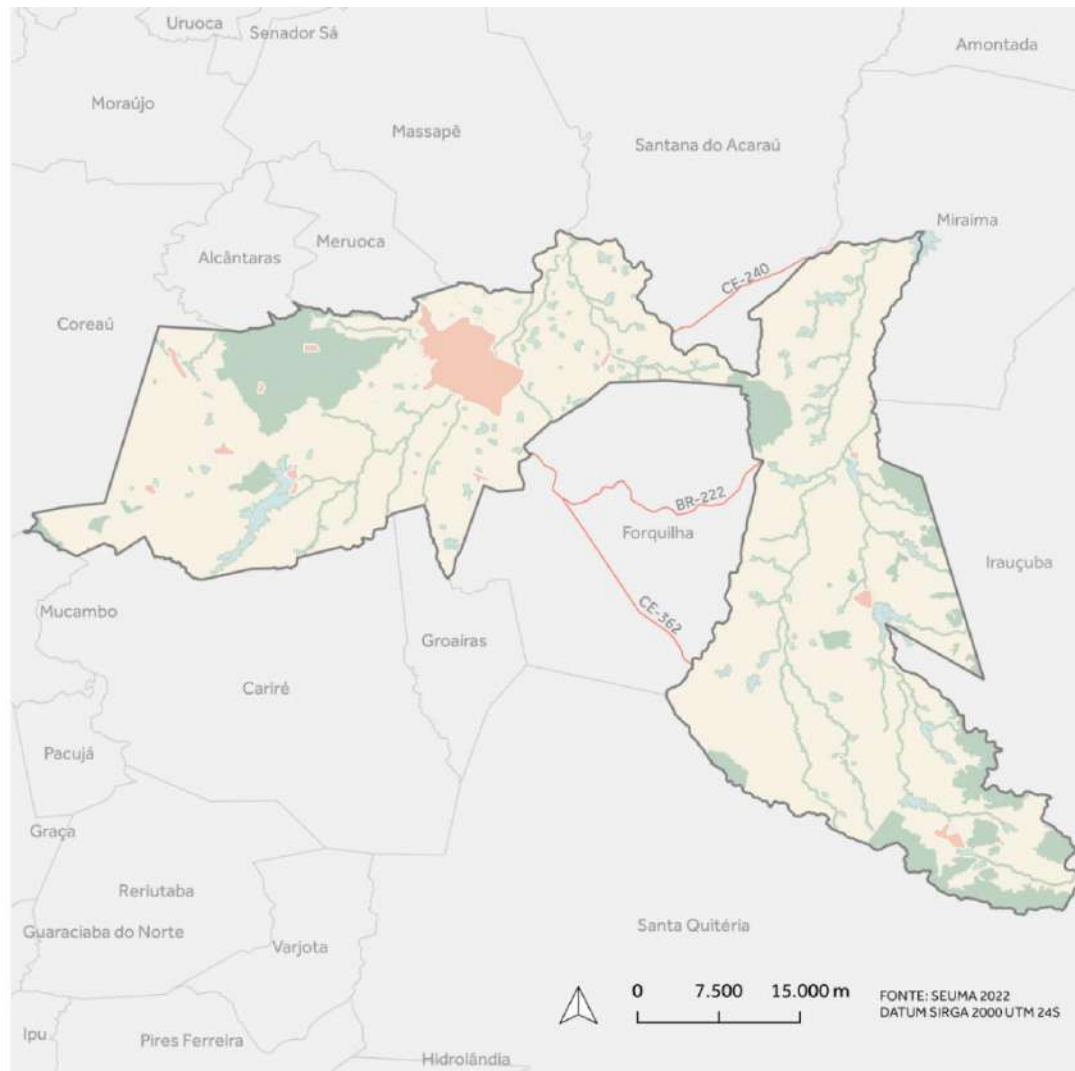 Uruoca
Senador Sá
Amontada
Moraújo
Massapê
Santana do Acaraú
Miraima
Meruoca
Alcântaras
CE-240
Coreaú
BR-222
Forquilha
Irauçuba
Mucambo
CE-362
Groaíras
Cariré
Pacujá
Graça
Reriutaba
Guaraciaba do Norte
Santa Quitéria
Varjota
0 7.500 15.000 m
FONTE: SEUMA 2022
DATUM SIRGA 2000 UTM 24S
Ipu
Pires Ferreira
Hidrolândia